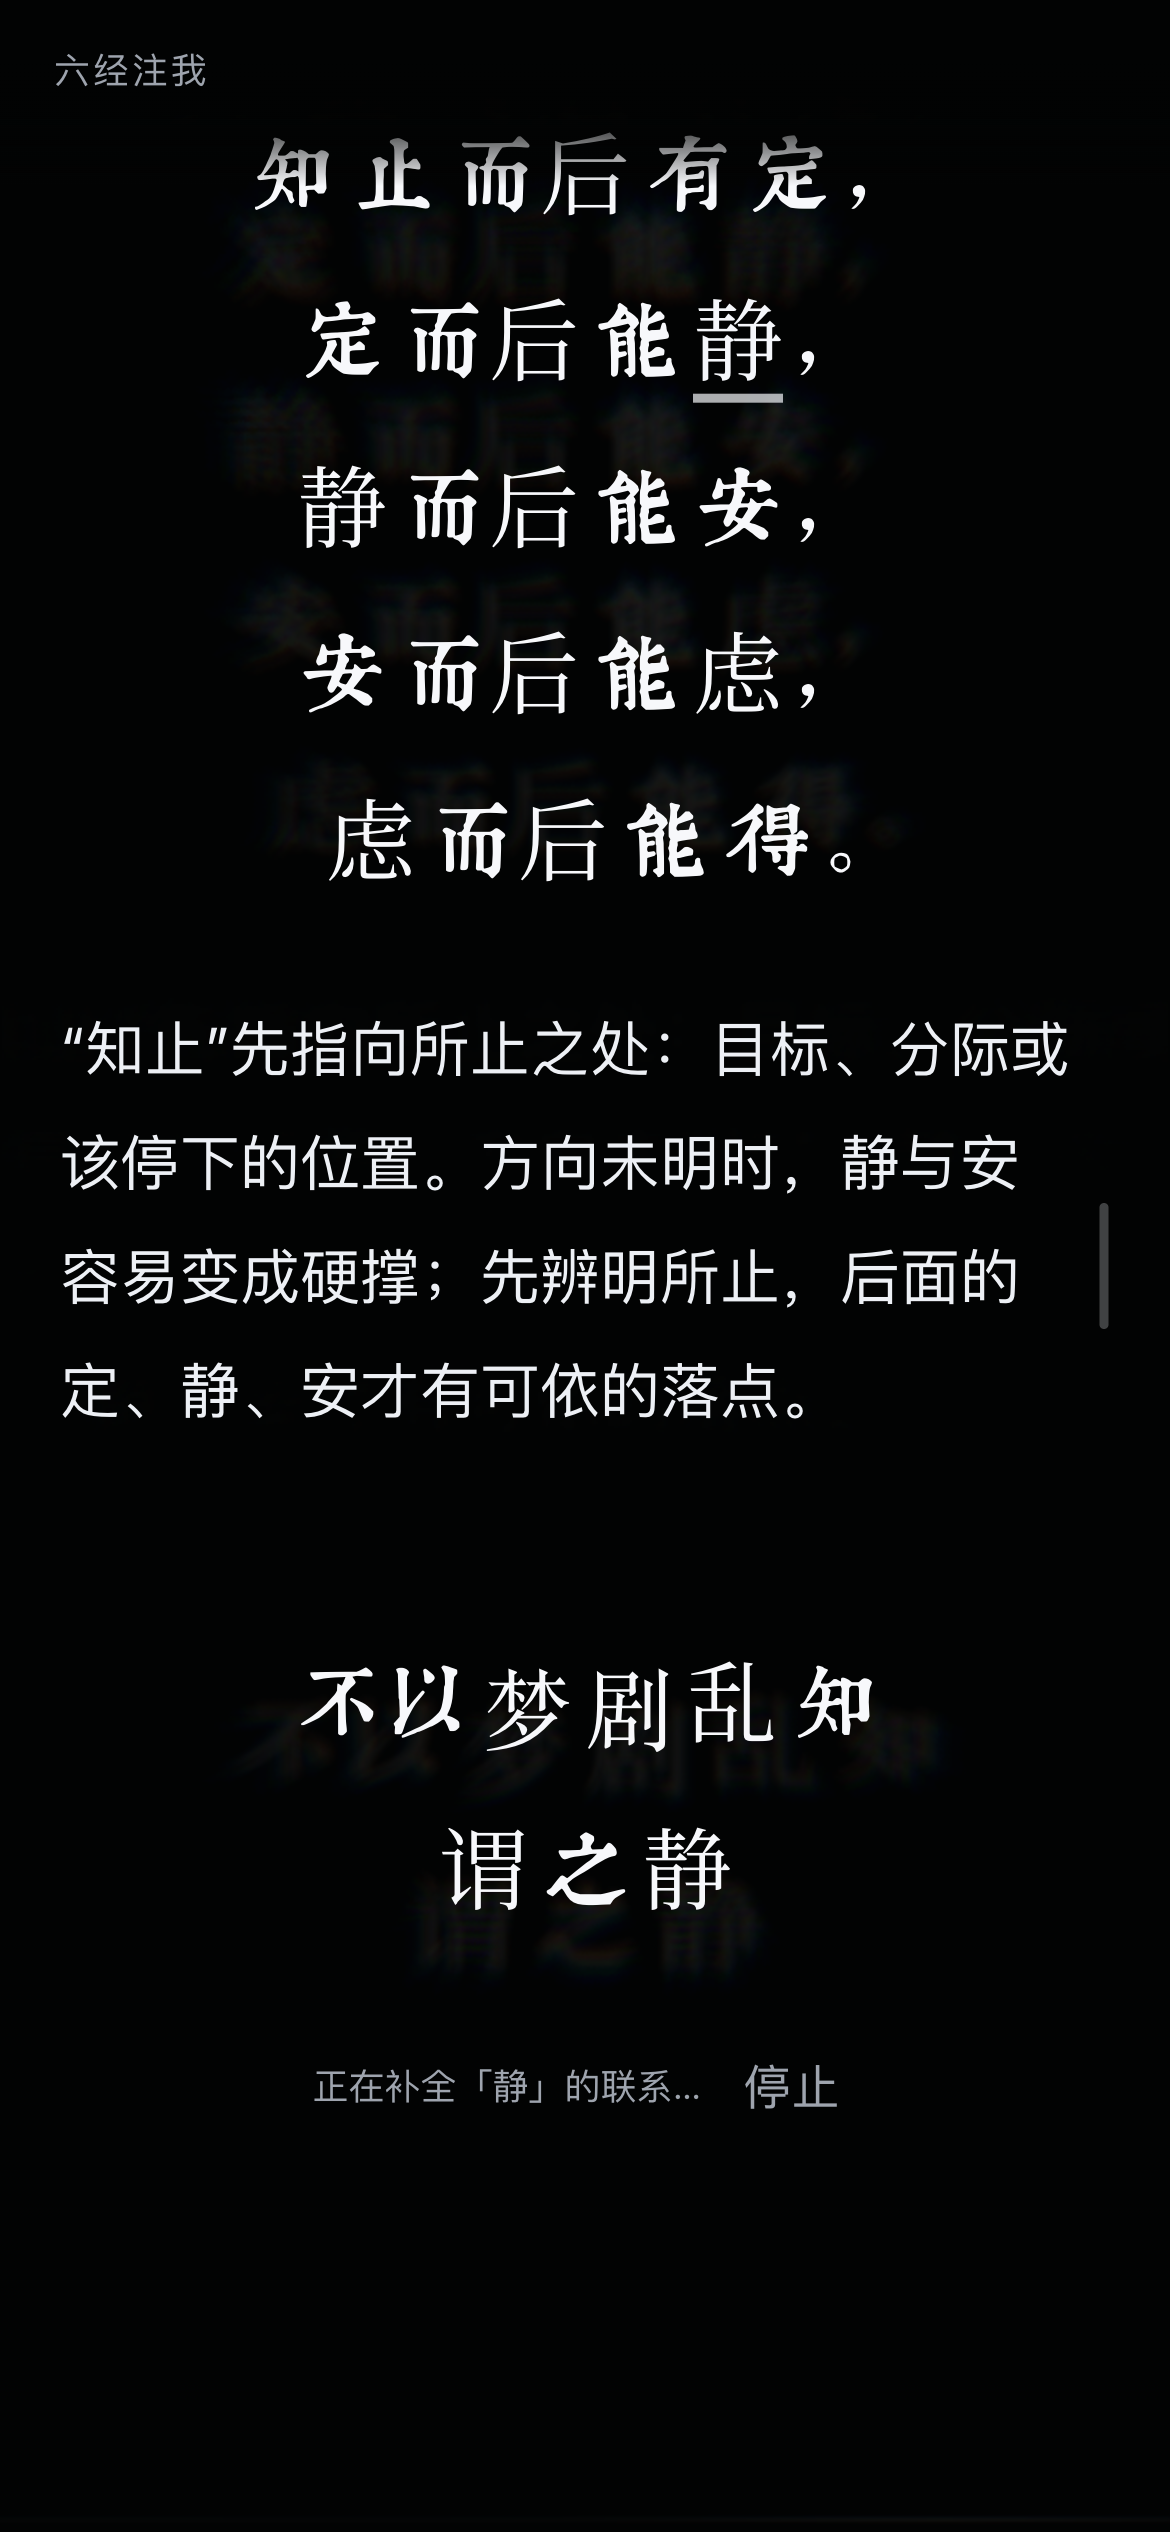 六经注我
知止而后有定，
定而后能静，
静而后能安，
安而后能虑，
虑而后能得。
“知止”先指向所止之处：目标、分际或
该停下的位置。方向未明时，静与安
容易变成硬撑；先辨明所止，后面的
定、静、安才有可依的落点。
不以梦剧乱知
谓之静
正在补全「静」的联系... 停止